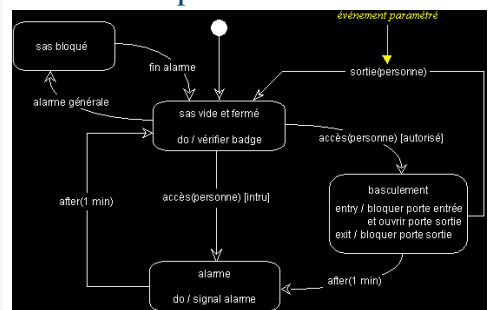 événement paramétré
sas bloqué
fin alarme
sortie(personne)
alarme générale
sas vide et fermé
do / vérifier badge
accès(personne) [autorisé]
after(1 min)
accès(personne) [intru]
basculement
entry / bloquer porte entrée
et ouvrir porte sortie
exit / bloquer porte sortie
alarme
do / signal alarme
after(1 min)